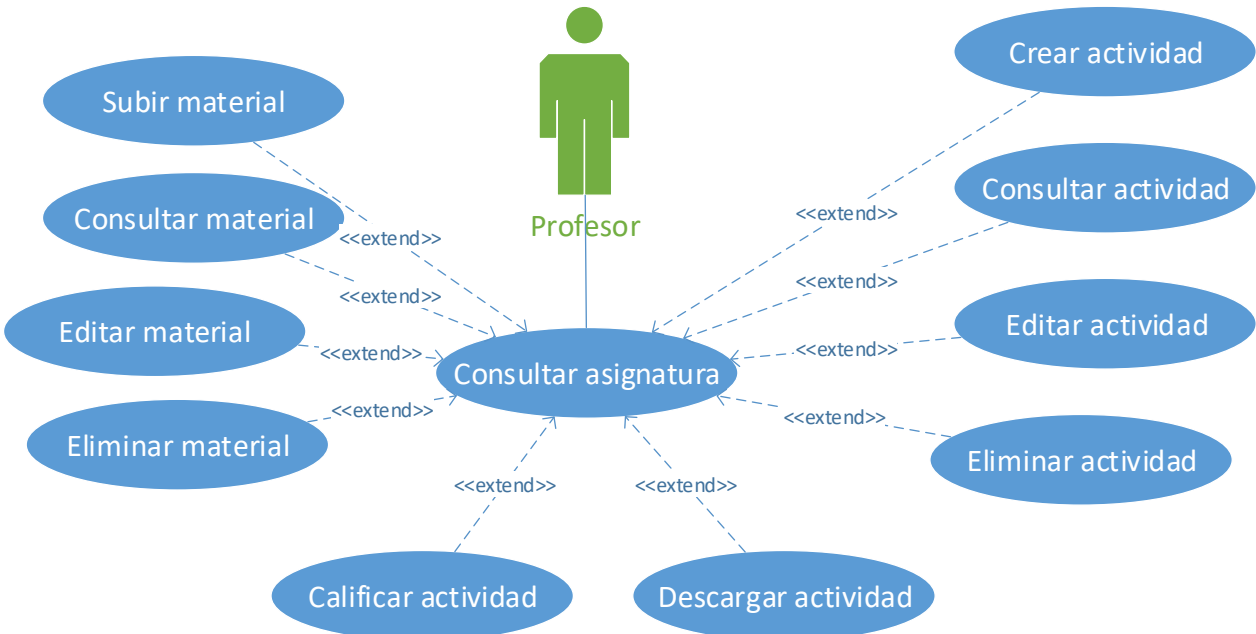 Crear actividad
Subir material
Consultar actividad
Consultar material
<<extend>>
Profesor
<<extend>>
<<extend>>
<<extend>>
<<extend>>
Editar material
Editar actividad
<<extend>>
<<extend>>
Consultar asignatura
<<extend>>
<<extend>>
Eliminar material
Eliminar actividad
<<extend>>
<<extend>>
Calificar actividad
Descargar actividad